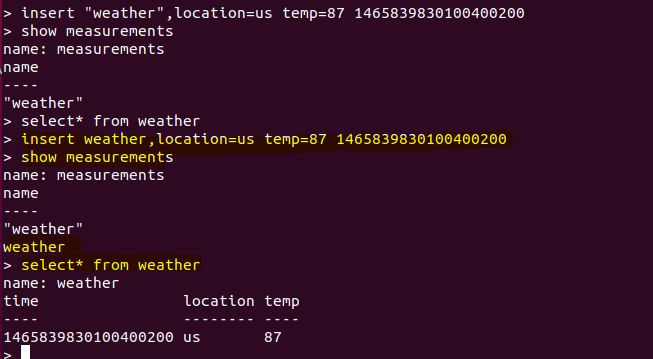 > insert "weather",location=us temp=87 1465839830100400200
> show measurements
name: measurements
name
----
"weather"
> select* from weather
> insert weather,location=us temp=87 1465839830100400200
> show measurements
name: measurements
name
----
"weather"
weather
> select* from weather
name: weather
time                location temp
----                -------- ----
1465839830100400200 us       87
>